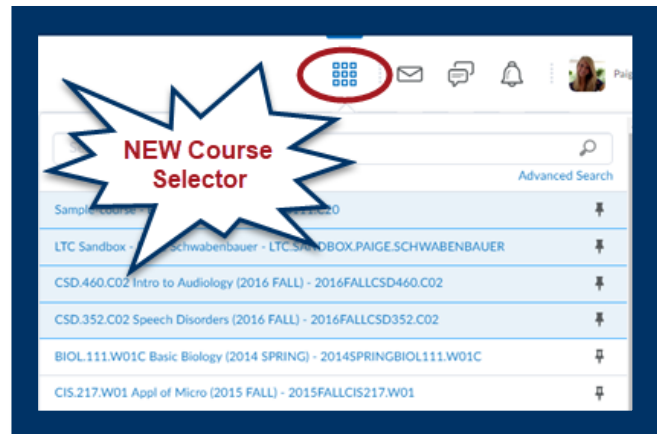 Paig
NEW Course
Selector
Advanced Search
Sample-course - C20
LTC Sandbox - Schwabenbauer - LTC.SANDBOX.PAIGE.SCHWABENBAUER
CSD.460.C02 Intro to Audiology (2016 FALL) - 2016FALLCSD460.C02
CSD.352.C02 Speech Disorders (2016 FALL) - 2016FALLCSD352.C02
BIOL.111.W01C Basic Biology (2014 SPRING) - 2014SPRINGBIOL111.W01C
CIS.217.W01 Appl of Micro (2015 FALL) - 2015FALLCIS217.W01